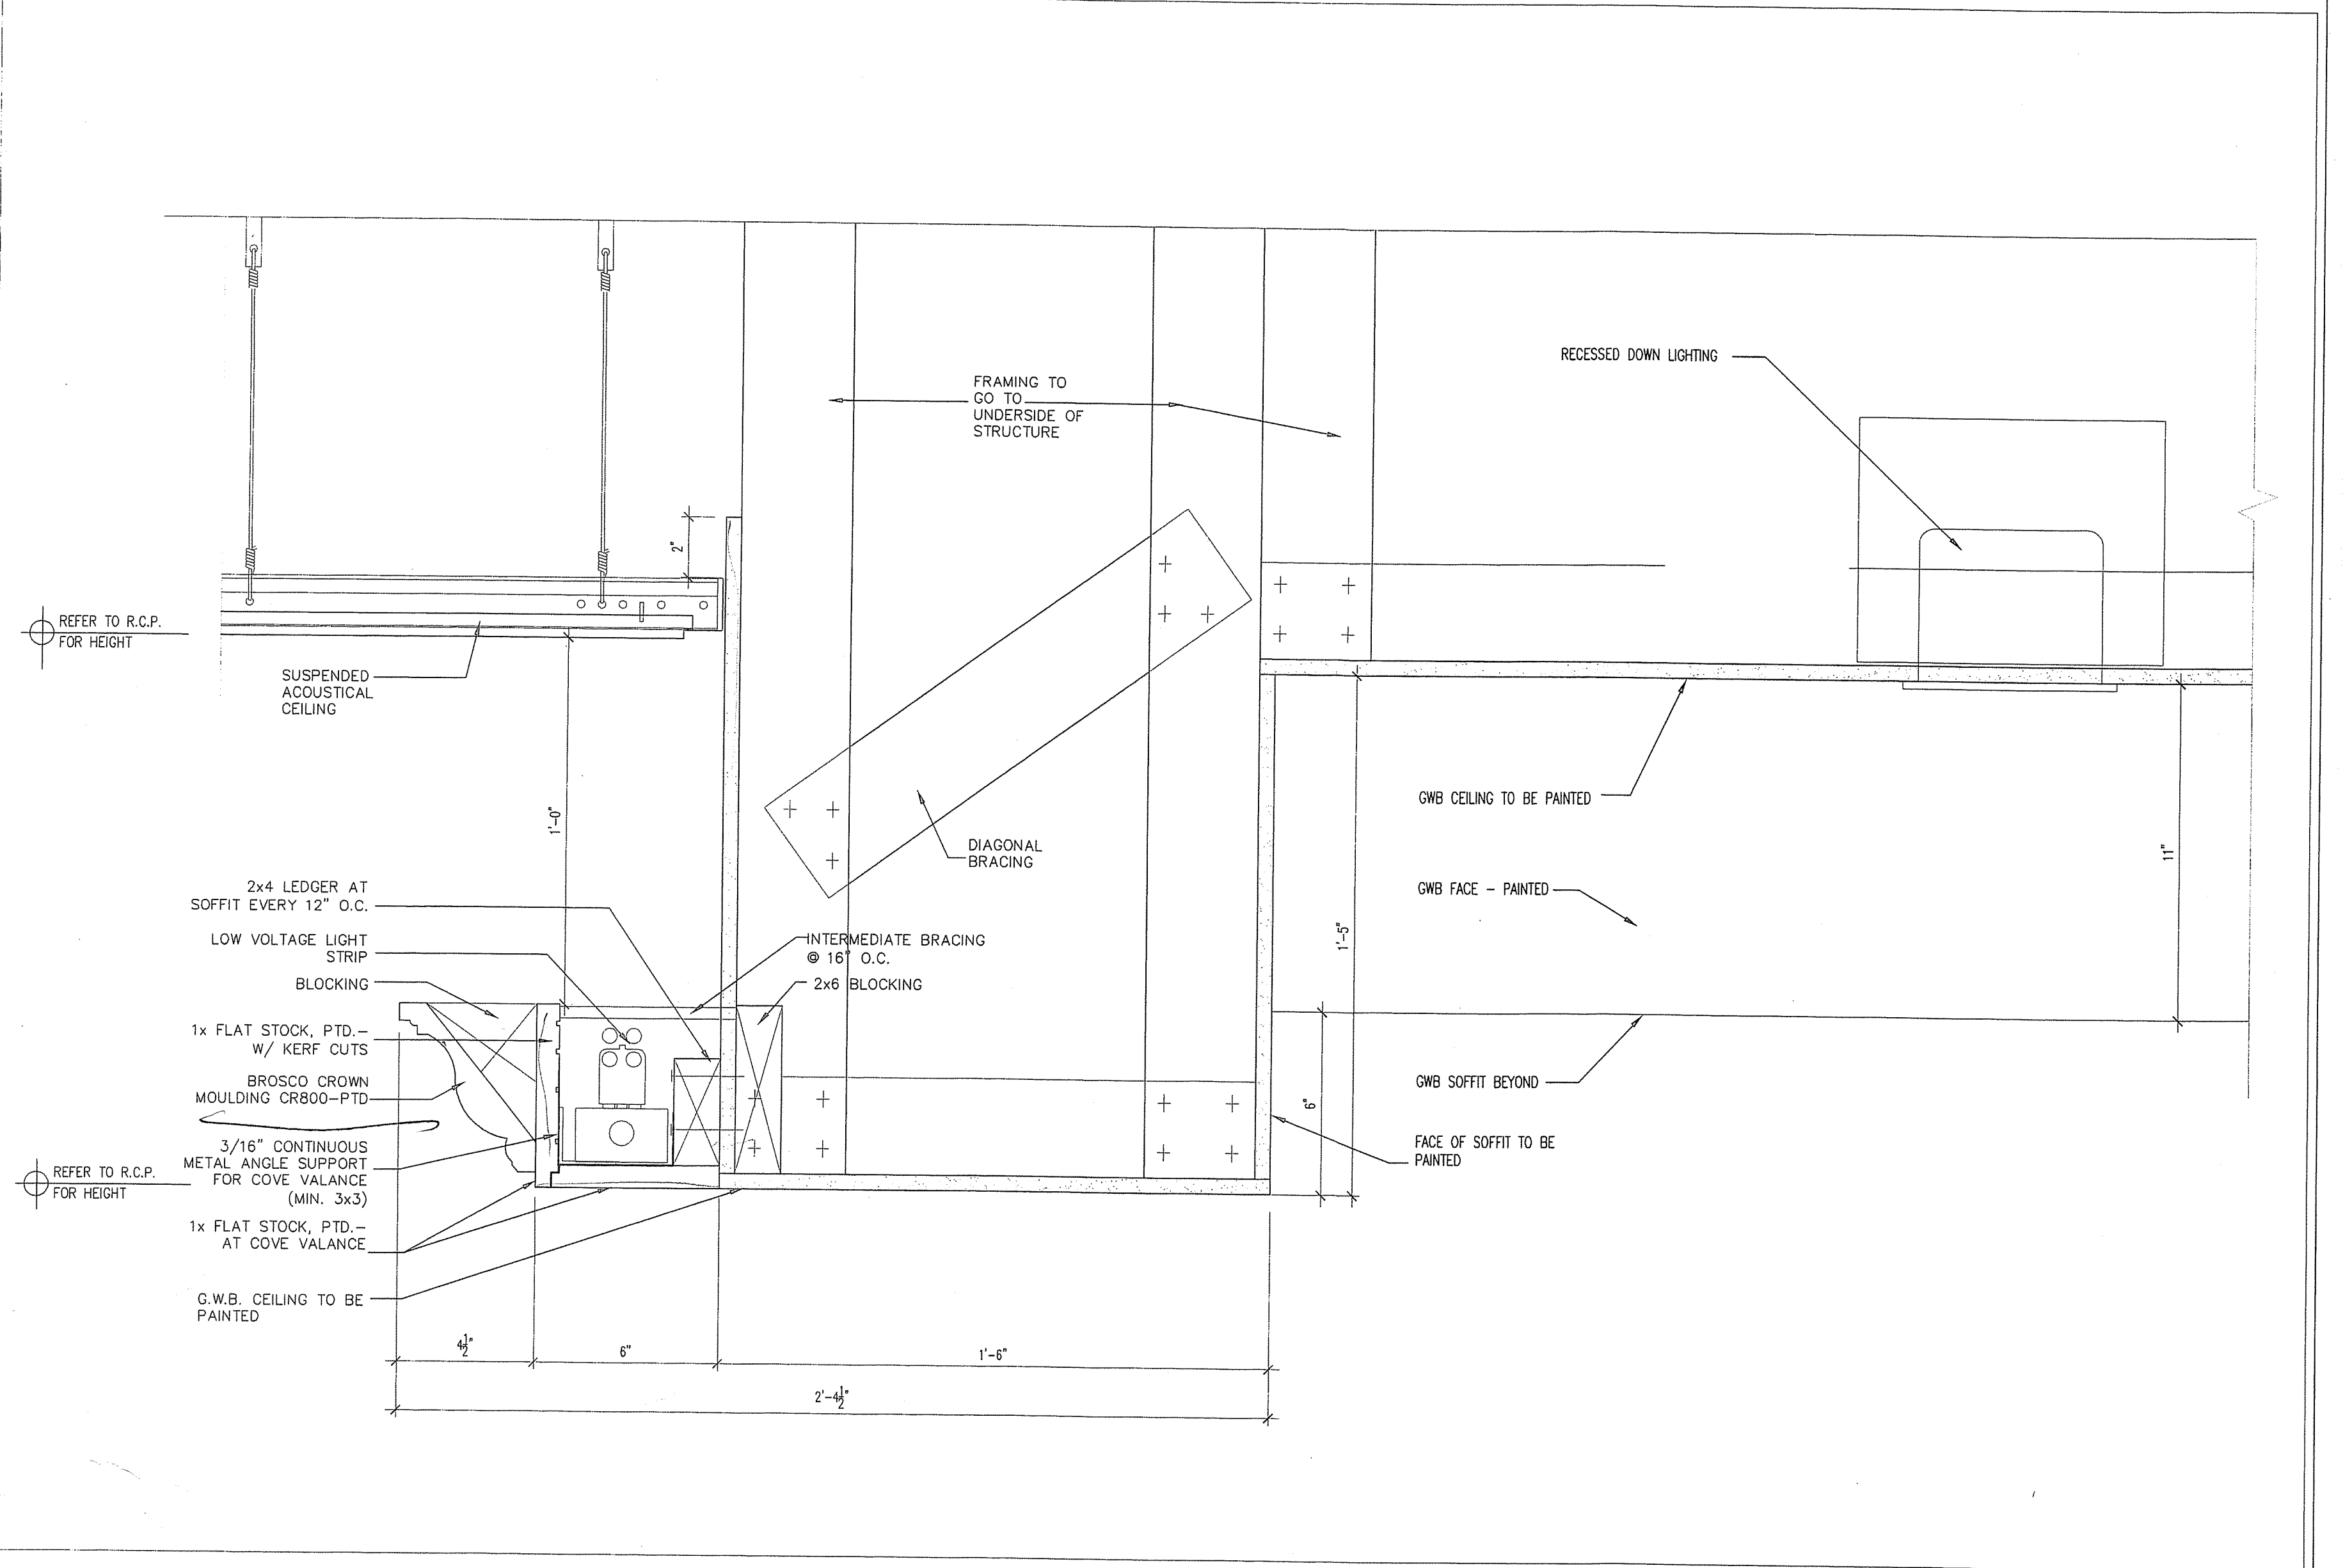 RECESSED DOWN LIGHTING
FRAMING TO
GO TO
UNDERSIDE OF
STRUCTURE
2"
REFER TO R.C.P.
FOR HEIGHT
SUSPENDED
ACOUSTICAL
CEILING
1'-0"
DIAGONAL
BRACING
GWB CEILING TO BE PAINTED
11"
GWB FACE - PAINTED
1'-5"
2x4 LEDGER AT
SOFFIT EVERY 12" O.C.
LOW VOLTAGE LIGHT
STRIP
INTERMEDIATE BRACING
@ 16" O.C.
BLOCKING
2x6 BLOCKING
1x FLAT STOCK, PTD.-
W/ KERF CUTS
BROSCO CROWN
MOULDING CR800-PTD
GWB SOFFIT BEYOND
6"
3/16" CONTINUOUS
METAL ANGLE SUPPORT
FOR COVE VALANCE
(MIN. 3x3)
FACE OF SOFFIT TO BE
PAINTED
REFER TO R.C.P.
FOR HEIGHT
1x FLAT STOCK, PTD.-
AT COVE VALANCE
G.W.B. CEILING TO BE
PAINTED
4½"
6"
1'-6"
2'-4½"